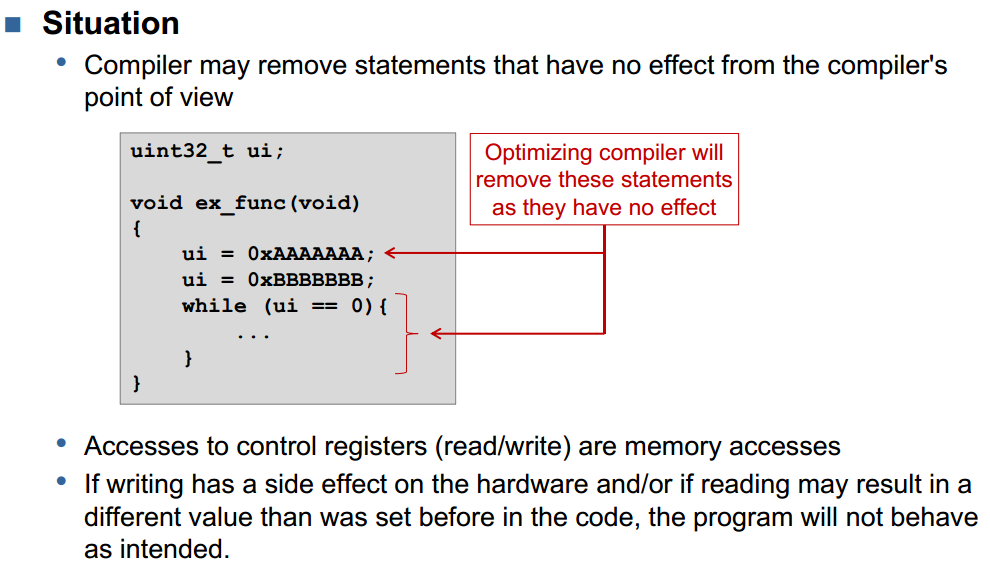 Situation
Compiler may remove statements that have no effect from the compiler's
point of view
uint32_t ui;
Optimizing compiler will
remove these statements
as they have no effect
void ex_func(void)
{
ui = 0xAAAAAAA;
ui = 0xBBBBBBB;
while (ui == 0){
...
}
}
Accesses to control registers (read/write) are memory accesses
If writing has a side effect on the hardware and/or if reading may result in a
different value than was set before in the code, the program will not behave
as intended.